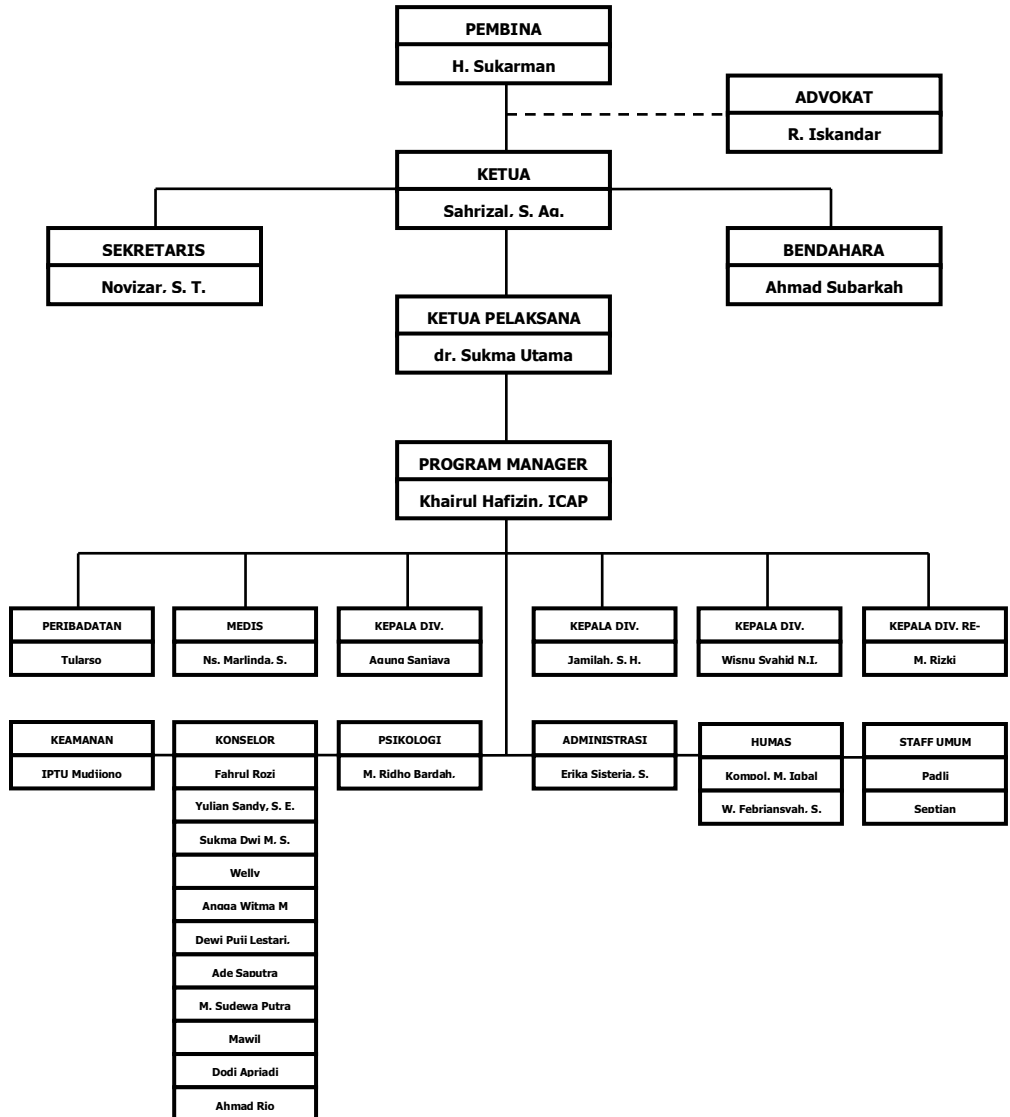 PEMBINA
H. Sukarman
ADVOKAT
R. Iskandar
KETUA
Sahrizal, S. Ag.
SEKRETARIS
Novizar, S. T.
BENDAHARA
Ahmad Subarkah
KETUA PELAKSANA
dr. Sukma Utama
PROGRAM MANAGER
Khairul Hafizin, ICAP
PERIBADATAN
Tularso
MEDIS
Ns. Marlinda, S.
KEPALA DIV.
Agung Sanjaya
KEPALA DIV.
Jamilah, S. H.
KEPALA DIV.
Wisnu Syahid N.I.
KEPALA DIV. RE-
M. Rizki
KEAMANAN
IPTU Mudjiono
KONSELOR
Fahrul Rozi
Yulian Sandy, S. E.
Sukma Dwi M, S.
Welly
Angga Witma M
Dewi Puji Lestari,
Ade Saputra
M. Sudewa Putra
Mawil
Dodi Apriadi
Ahmad Rio
PSIKOLOGI
M. Ridho Bardah,
ADMINISTRASI
Erika Sisteria, S.
HUMAS
Kompol. M. Iqbal
W. Febriansyah, S.
STAFF UMUM
Padli
Septian